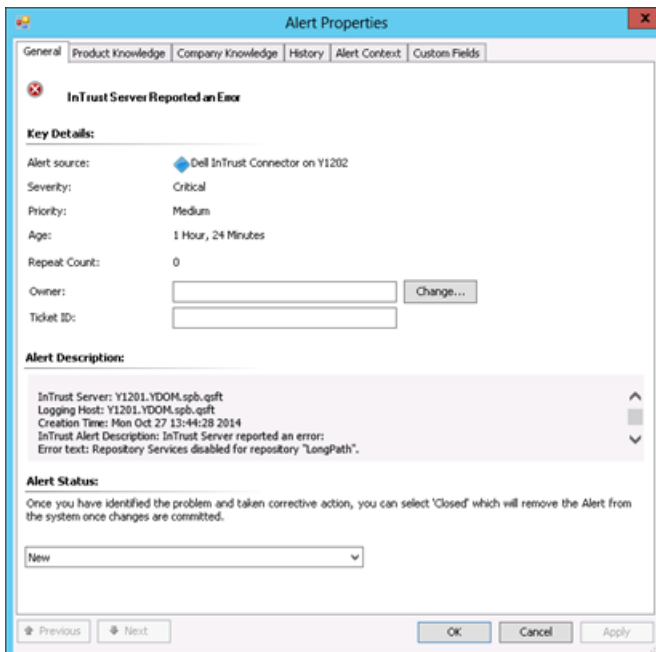 Alert Properties
x
General Product Knowledge Company Knowledge History Alert Context Custom Fields
InTrust Server Reported an Error
Key Details:
Alert source: Dell InTrust Connector on Y1202
Severity: Critical
Priority: Medium
Age: 1 Hour, 24 Minutes
Repeat Count: 0
Owner: Change...
Ticket ID:
Alert Description:
InTrust Server: Y1201.YDOM.spb.qsft
Logging Host: Y1201.YDOM.spb.qsft
Creation Time: Mon Oct 27 13:44:28 2014
InTrust Alert Description: InTrust Server reported an error:
Error text: Repository Services disabled for repository "LongPath".
Alert Status:
Once you have identified the problem and taken corrective action, you can select 'Closed' which will remove the Alert from
the system once changes are committed.
New
Previous Next OK Cancel Apply